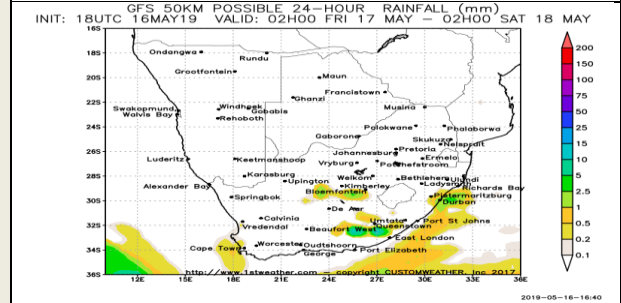 GFS 50KM POSSIBLE 24-HOUR RAINFALL (mm)
INIT: 18UTC 16MAY19 VALID: 02H00 FRI 17 MAY – 02H00 SAT 18 MAY
16S
18S
20S
22S
24S
26S
28S
30S
32S
34S
36S
Ondangwa
Rundu
Grootfontein
Maun
Francistown
Ghanzi
Musina
Swakopmund
Walvis Bay
Windhoek
Gobabis
Rehoboth
Polokwane
Phalaborwa
Gaborone
Skukuza
Nelspruit
Pretoria
Johannesburg
Ermelo
Luderitz
Keetmanshoop
Vryburg
Potchefstroom
Karasburg
Upington
Welkom
Bethlehem
Ulundi
Kimberley
Ladysmith
Alexander Bay
Bloemfontein
Richards Bay
Springbok
Pietermaritzburg
Durban
De Aar
Calvinia
Umtata
Port St Johns
Vredendal
Beaufort West
Queenstown
East London
Worcester
Oudtshoorn
Cape Town
George
Port Elizabeth
http://www.1stweather.com – copyright CUSTOMWEATHER, Inc 2017
12E 15E 18E 21E 24E 27E 30E 33E 36E
200
150
100
75
50
25
15
10
5
2.5
1
0.5
0.2
0.1
2019-05-16-16:40